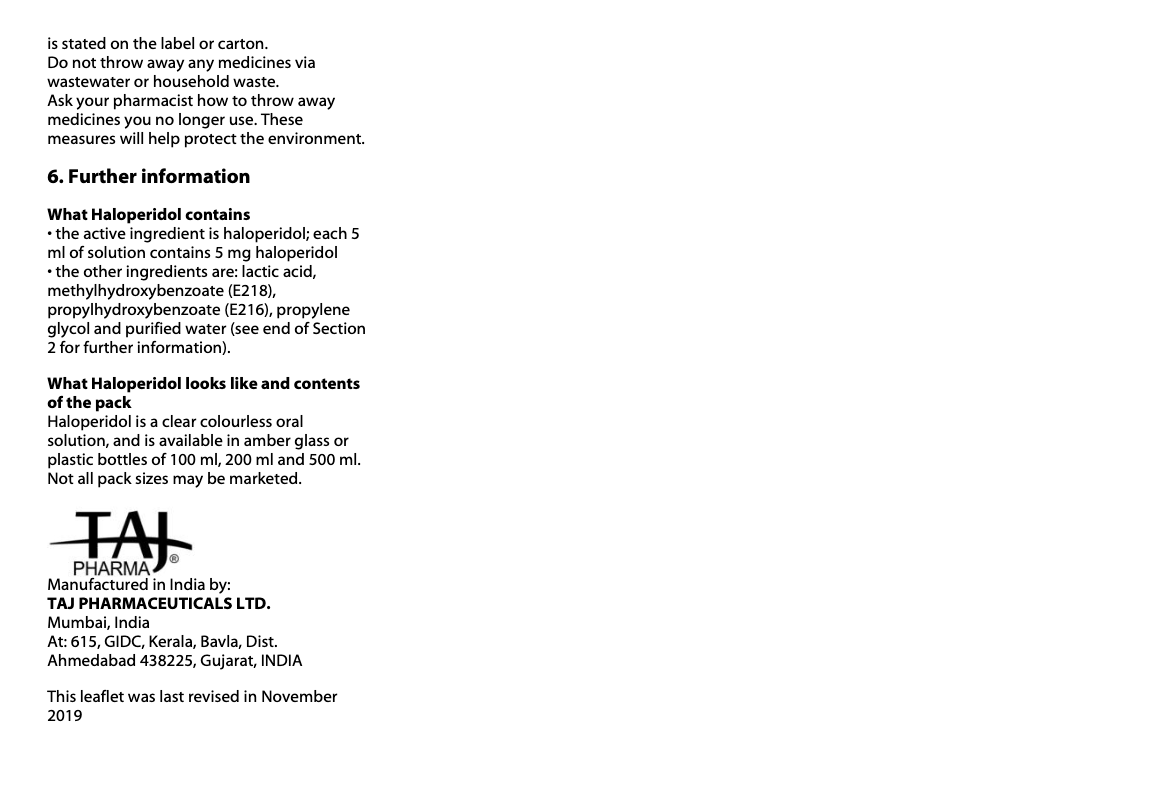 is stated on the label or carton.
Do not throw away any medicines via
wastewater or household waste.
Ask your pharmacist how to throw away
medicines you no longer use. These
measures will help protect the environment.
6. Further information
What Haloperidol contains
• the active ingredient is haloperidol; each 5
ml of solution contains 5 mg haloperidol
• the other ingredients are: lactic acid,
methylhydroxybenzoate (E218),
propylhydroxybenzoate (E216), propylene
glycol and purified water (see end of Section
2 for further information).
What Haloperidol looks like and contents
of the pack
Haloperidol is a clear colourless oral
solution, and is available in amber glass or
plastic bottles of 100 ml, 200 ml and 500 ml.
Not all pack sizes may be marketed.
TAJ
PHARMA®
Manufactured in India by:
TAJ PHARMACEUTICALS LTD.
Mumbai, India
At: 615, GIDC, Kerala, Bavla, Dist.
Ahmedabad 438225, Gujarat, INDIA
This leaflet was last revised in November
2019